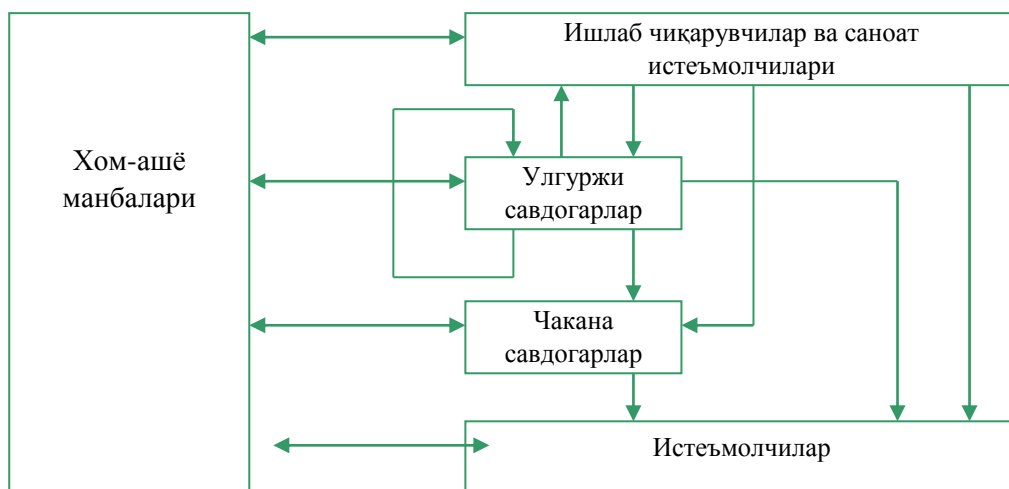 Ишлаб чиқарувчилар ва саноат
истеъмолчилари
Хом-ашё
манбалари
Улгуржи
савдогарлар
Чакана
савдогарлар
Истеъмолчилар